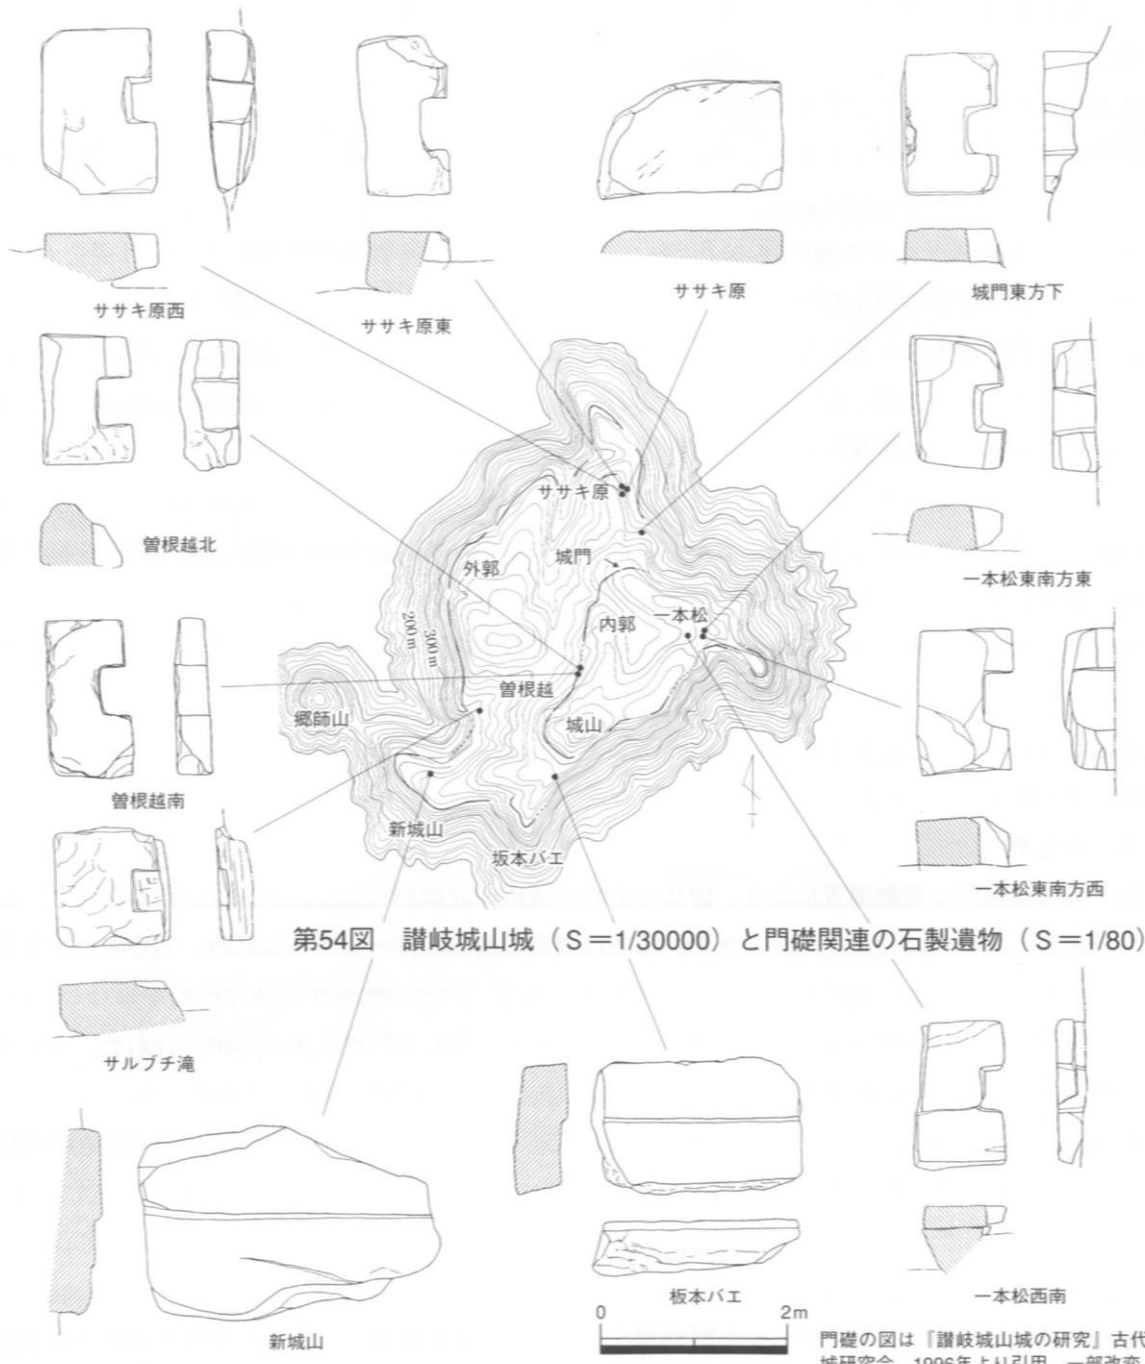 ササキ原西
ササキ原東
ササキ原
城門東方下
曽根越北
一本松東南方東
曽根越南
一本松東南方西
サルブチ滝
ササキ原
城門
外郭
内郭
一本松
200m
300m
曽根越
城山
郷師山
新城山
坂本バエ
第54図 讃岐城山城(S=1/30000)と門礎関連の石製遺物(S=1/80)
新城山
板本バエ
一本松西南
0 2m
門礎の図は『讃岐城山城の研究』古代
城研究会 1996年より引用 一部改変